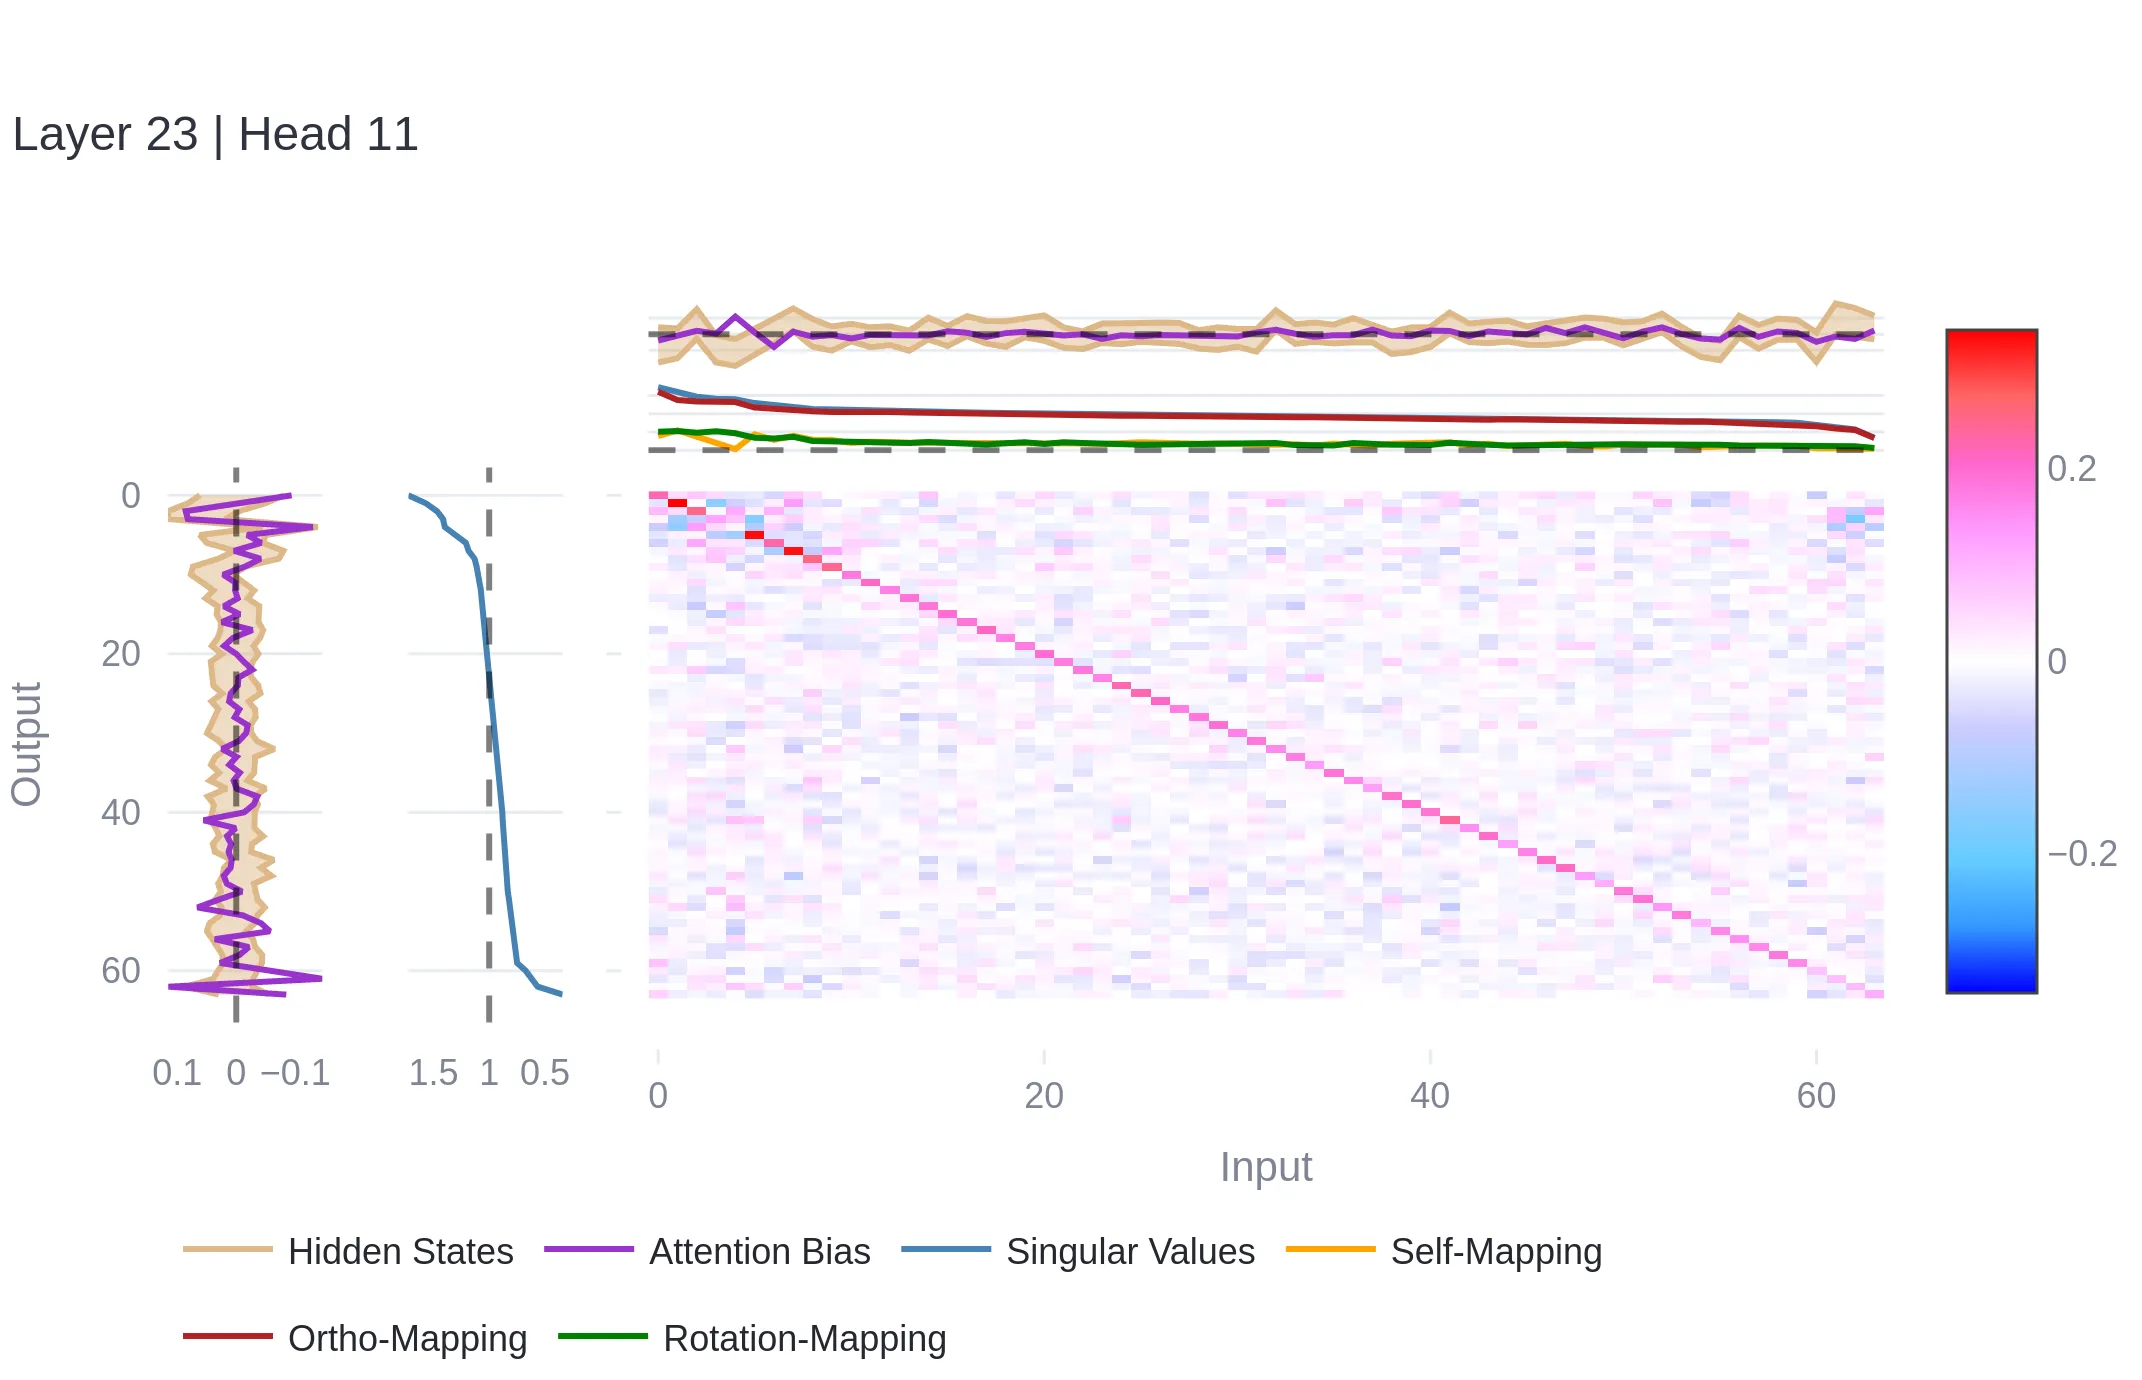 Layer 23 | Head 11
0
20
40
60
Output
0.1 0 −0.1
1.5 1 0.5
0 20 40 60
Input
0.2
0
−0.2
Hidden States Attention Bias Singular Values Self-Mapping
Ortho-Mapping Rotation-Mapping